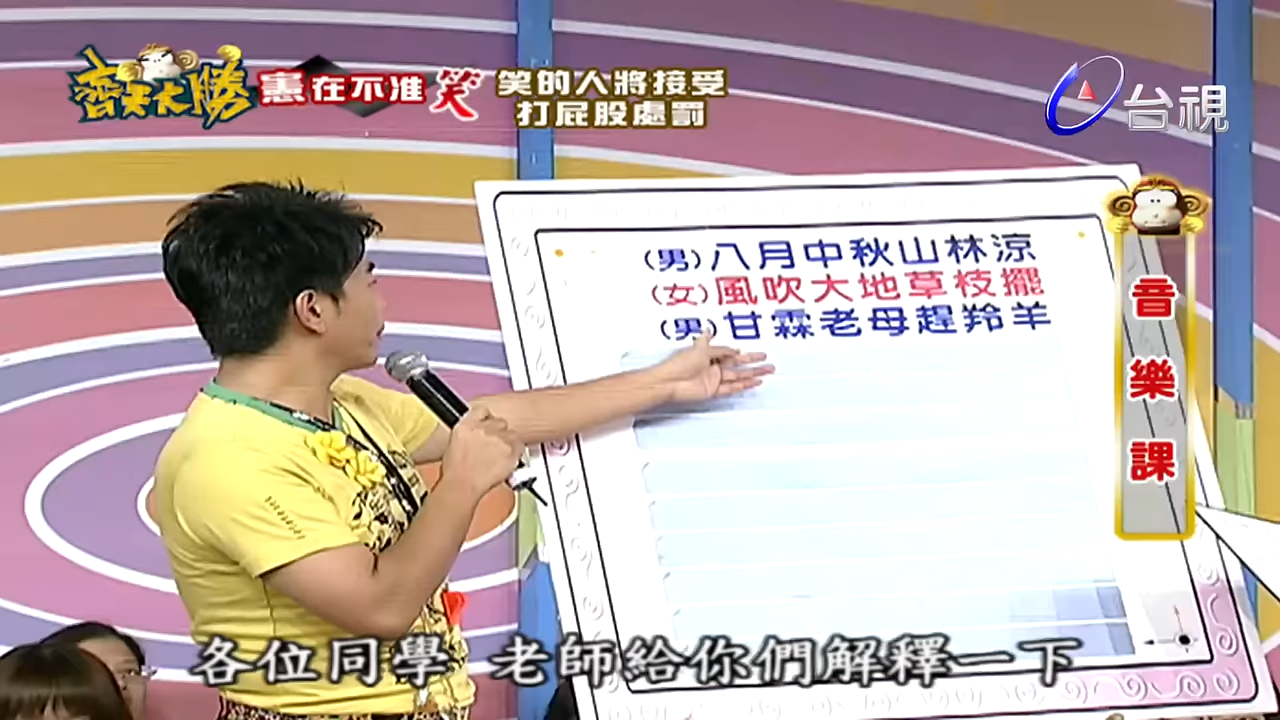 齊天大勝
憲在不准笑
笑的人將接受
打屁股處罰
台視
(男)八月中秋山林涼
(女)風吹大地草枝擺
(男)甘霖老母趕羚羊
音樂課
各位同學 老師給你們解釋一下